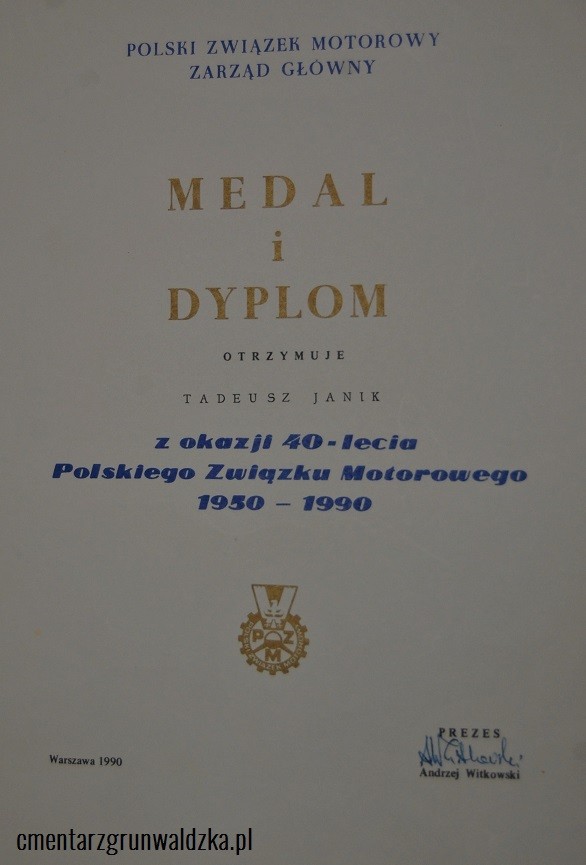 POLSKI ZWIĄZEK MOTOROWY
ZARZĄD GŁÓWNY
MEDAL
i
DYPLOM
OTRZYMUJE
TADEUSZ JANIK
z okazji 40-lecia
Polskiego Związku Motorowego
1950 – 1990
PZM
Warszawa 1990
PREZES
Andrzej Witkowski
cmentarzgrunwaldzka.pl